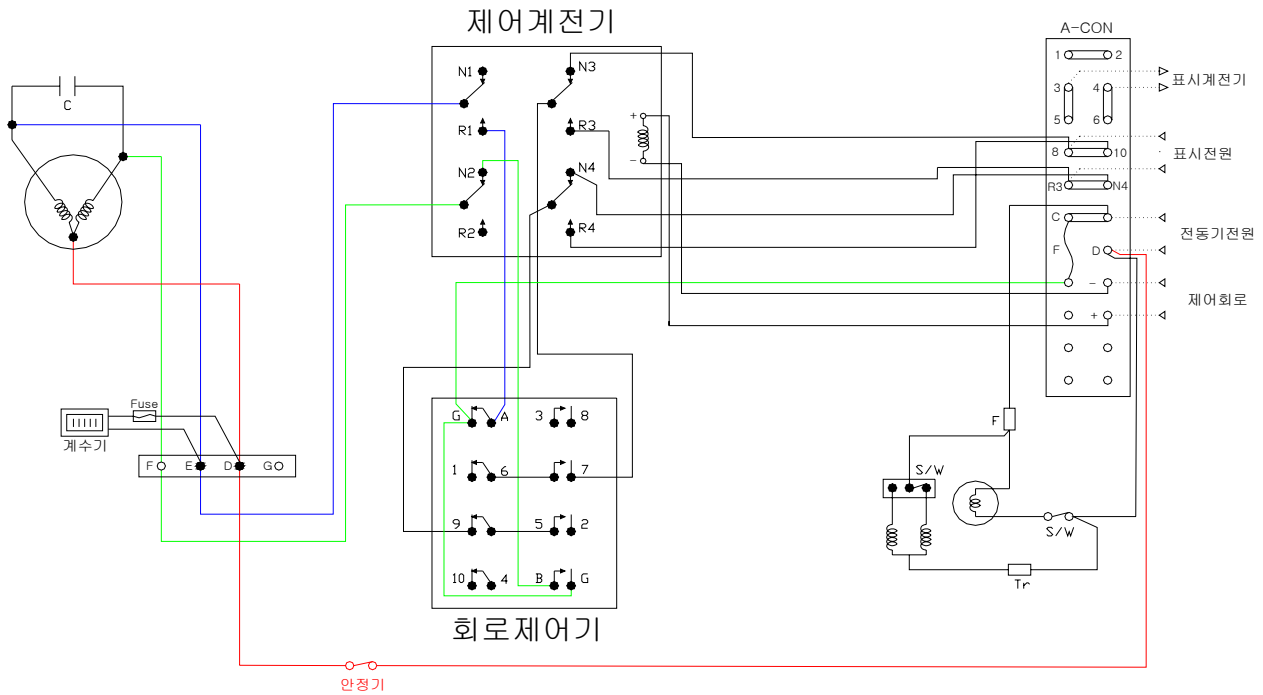 제어계전기
A-CON
C
N1
N3
R1
R3
N2
N4
R2
R4
+
-
1
2
3
4
5
6
8
10
R3
N4
C
F
D
-
+
표시계전기
표시전원
전동기전원
제어회로
Fuse
계수기
F
E
D
G
G
A
3
8
1
6
7
9
5
2
10
4
B
G
회로제어기
F
S/W
S/W
Tr
안정기